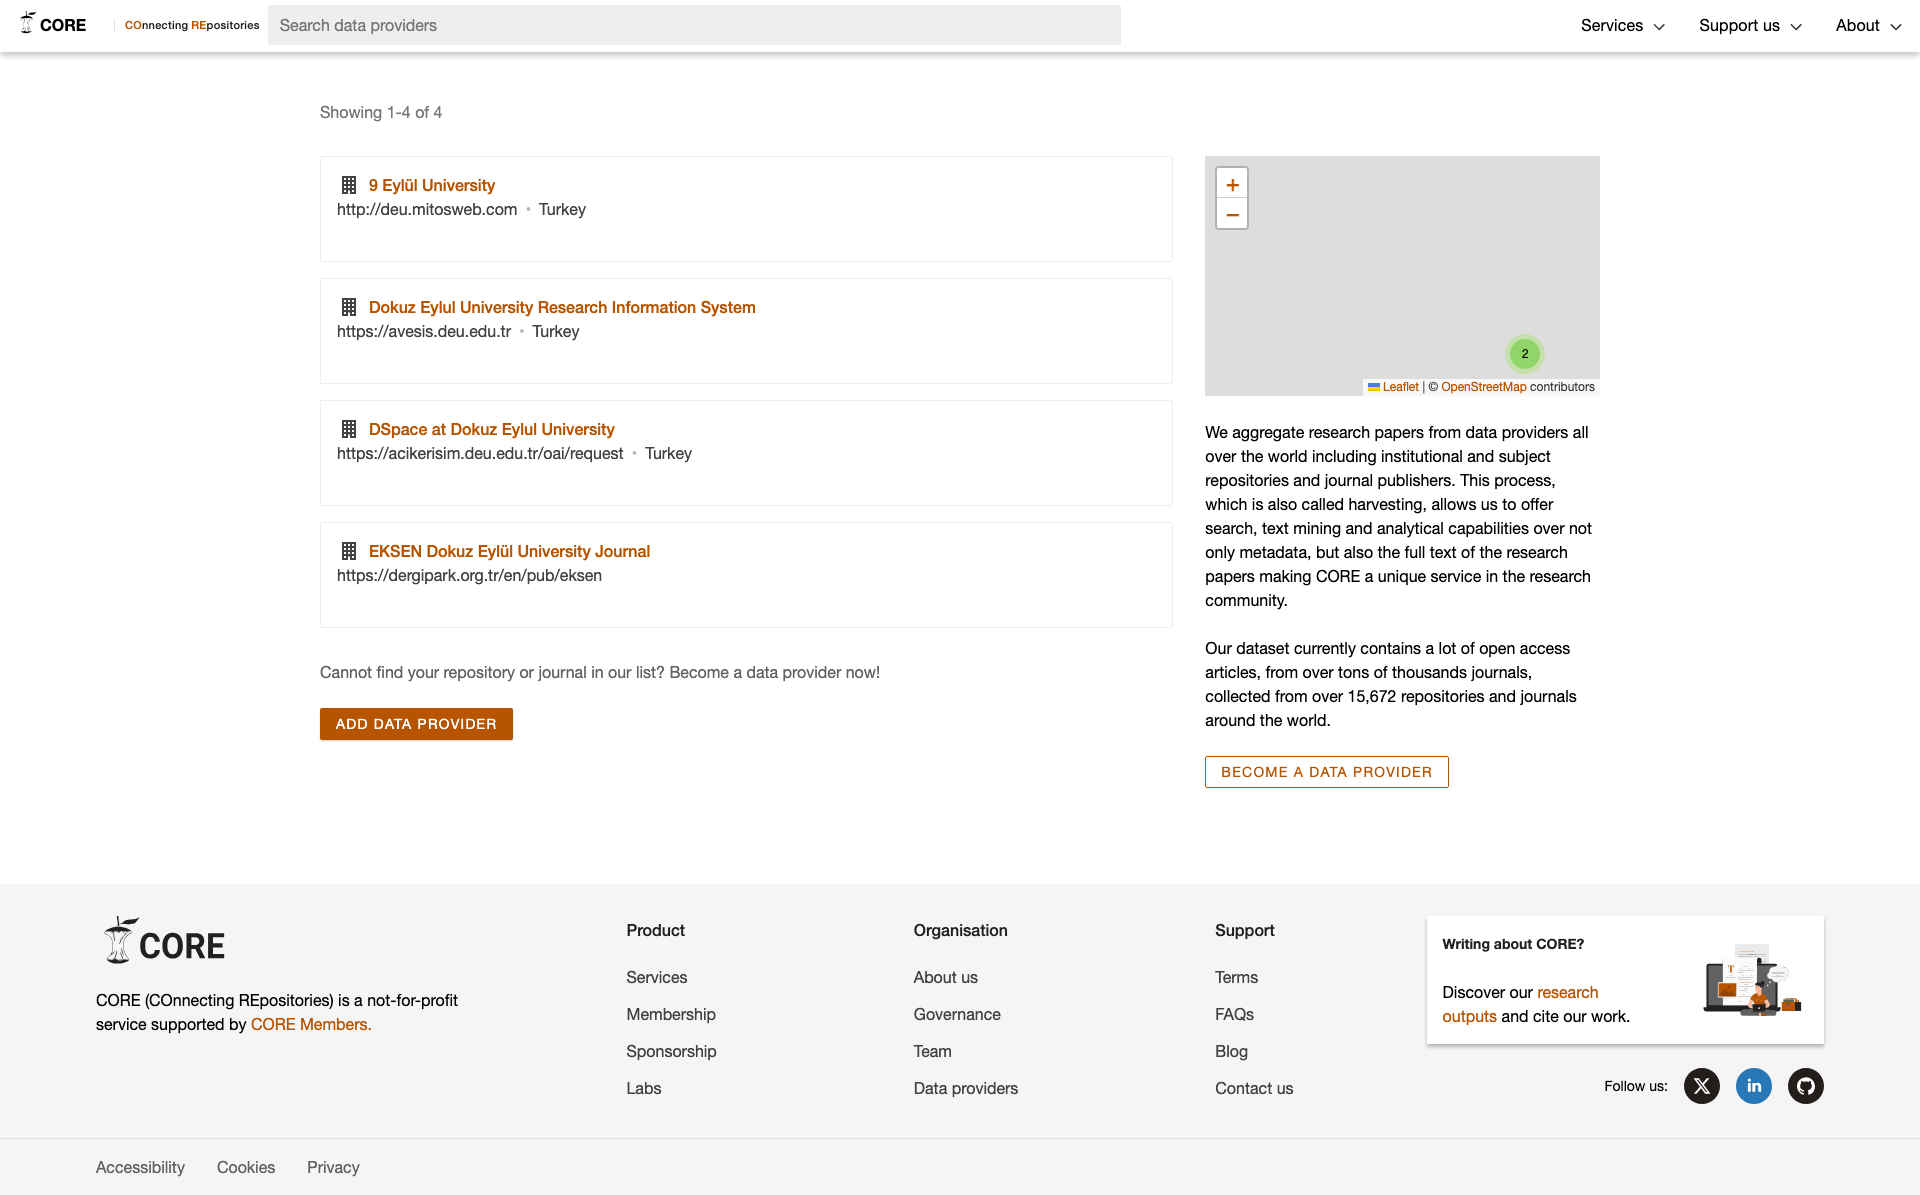 CORE
COnnecting REpositories
Search data providers
Services
Support us
About
Showing 1-4 of 4
9 Eylül University
http://deu.mitosweb.com • Turkey
Dokuz Eylul University Research Information System
https://avesis.deu.edu.tr • Turkey
DSpace at Dokuz Eylul University
https://acikerisim.deu.edu.tr/oai/request • Turkey
EKSEN Dokuz Eylül University Journal
https://dergipark.org.tr/en/pub/eksen
Cannot find your repository or journal in our list? Become a data provider now!
ADD DATA PROVIDER
+
−
2
Leaflet | © OpenStreetMap contributors
We aggregate research papers from data providers all
over the world including institutional and subject
repositories and journal publishers. This process,
which is also called harvesting, allows us to offer
search, text mining and analytical capabilities over not
only metadata, but also the full text of the research
papers making CORE a unique service in the research
community.
Our dataset currently contains a lot of open access
articles, from over tons of thousands journals,
collected from over 15,672 repositories and journals
around the world.
BECOME A DATA PROVIDER
CORE
CORE (COnnecting REpositories) is a not-for-profit
service supported by CORE Members.
Product
Services
Membership
Sponsorship
Labs
Organisation
About us
Governance
Team
Data providers
Support
Terms
FAQs
Blog
Contact us
Writing about CORE?
Discover our research
outputs and cite our work.
T
Follow us:
X
in
Accessibility
Cookies
Privacy